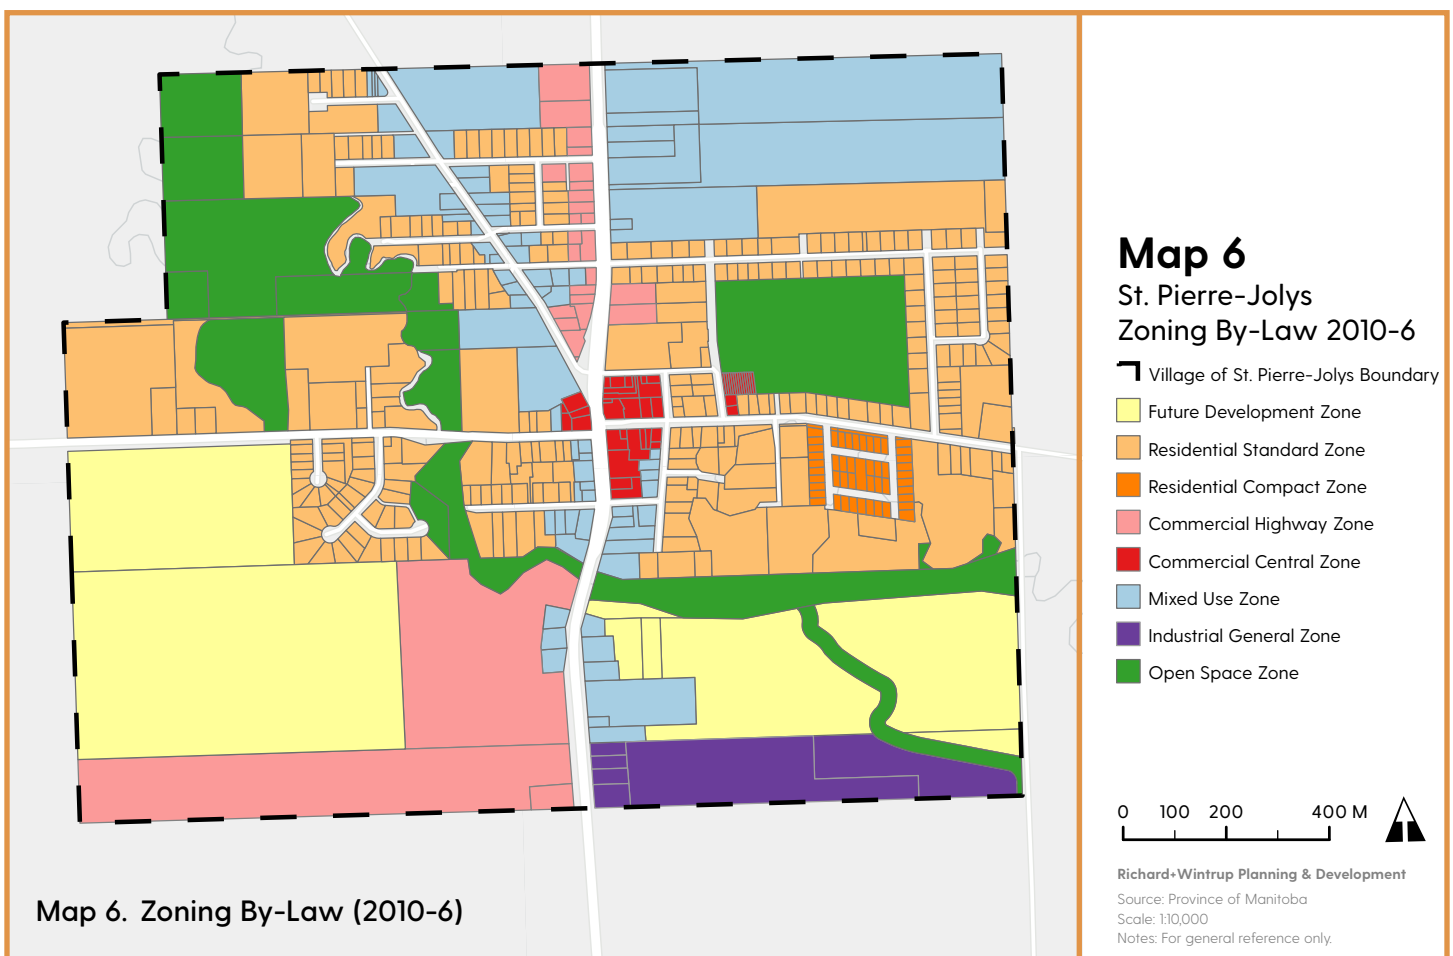 Map 6
St. Pierre-Jolys
Zoning By-Law 2010-6
Village of St. Pierre-Jolys Boundary
Future Development Zone
Residential Standard Zone
Residential Compact Zone
Commercial Highway Zone
Commercial Central Zone
Mixed Use Zone
Industrial General Zone
Open Space Zone
0 100 200 400 M
Richard+Wintrup Planning & Development
Source: Province of Manitoba
Scale: 1:10,000
Notes: For general reference only.
Map 6. Zoning By-Law (2010-6)